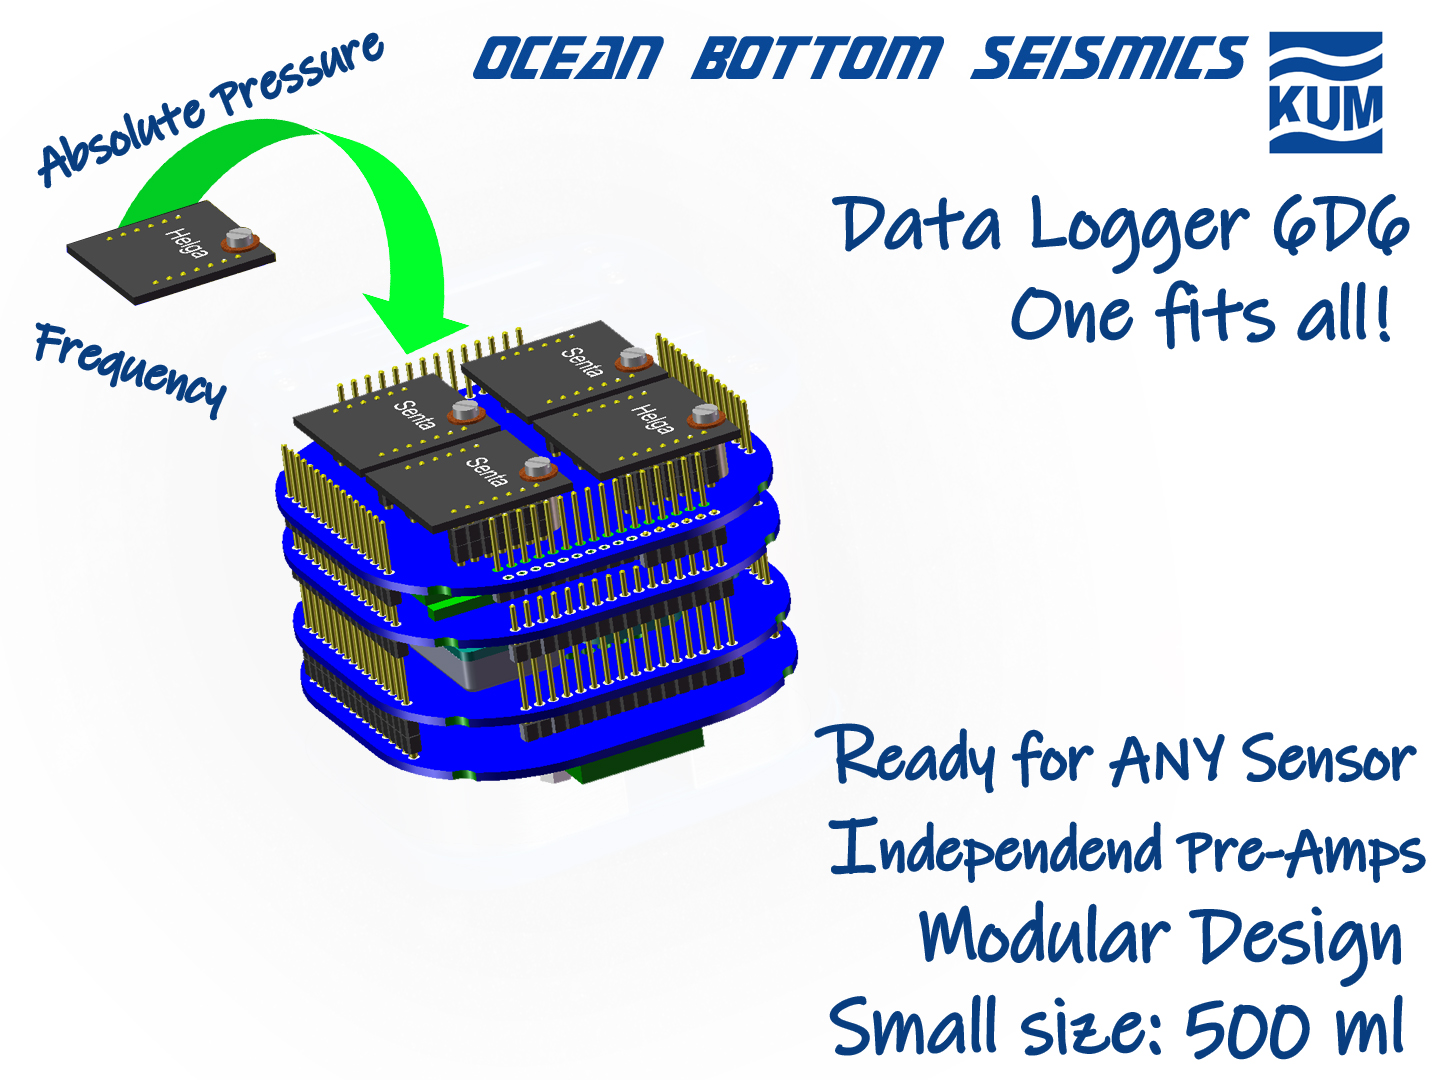 OCEAN BOTTOM SEISMICS
KUM
Absolute Pressure
Helga
Frequency
Data Logger 6D6
One fits all!
Senta
Senta
Helga
Senta
Ready for ANY Sensor
Independend Pre-Amps
Modular Design
Small size: 500 ml